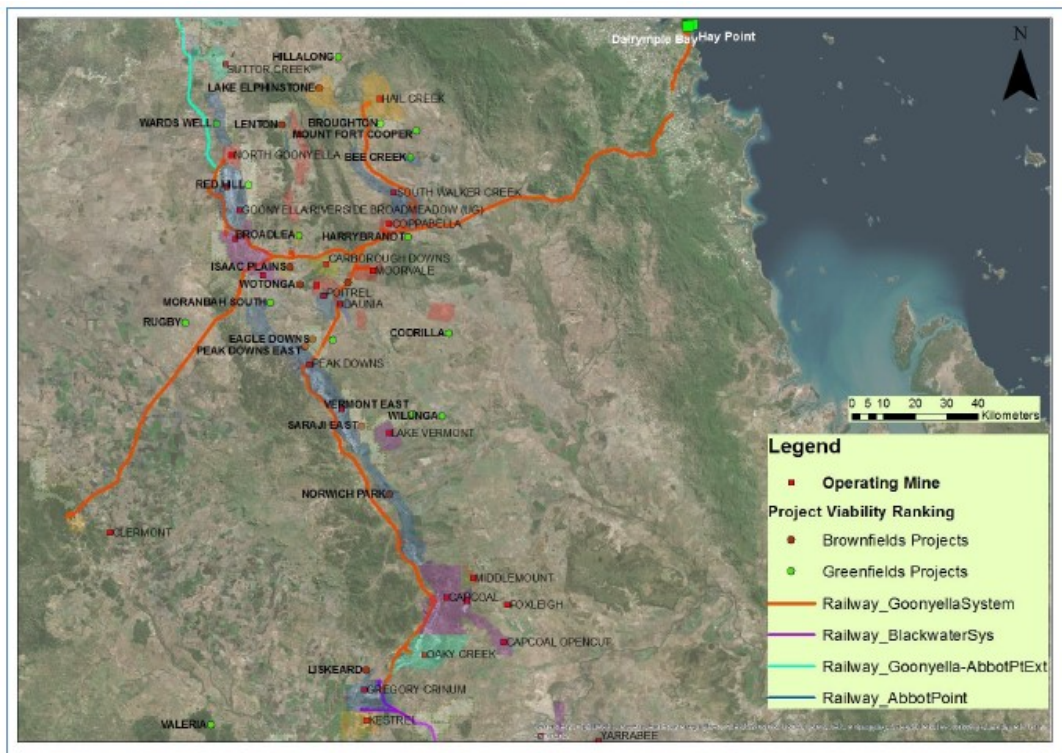 Dalrymple Bay Hay Point
N
HILLALONG
SUTTOR CREEK
LAKE ELPHINSTONE
HAIL CREEK
WARDS WELL
LENTON
BROUGHTON
MOUNT FORT COOPER
NORTH GOONYELLA
BEE CREEK
RED HILL
SOUTH WALKER CREEK
GOONYELLA RIVERSIDE BROADMEADOW (UG)
COPPABELLA
BROADLEA
HARRYBRANDT
CARBOROUGH DOWNS
ISAAC PLAINS
MOORVALE
WOTONGA
POITREL
MORANBAH SOUTH
DAUNIA
RUGBY
CODRILLA
EAGLE DOWNS
PEAK DOWNS EAST
PEAK DOWNS
VERMONT EAST
WILUNGA
SARAJI EAST
LAKE VERMONT
NORWICH PARK
CLERMONT
MIDDLEMOUNT
CAPCOAL
FOXLEIGH
CAPCOAL OPENCUT
OAKY CREEK
LISKEARD
GREGORY CRINUM
VALERIA
KESTREL
YARRABEE
0 5 10 20 30 40
Kilometers
Legend
Operating Mine
Project Viability Ranking
Brownfields Projects
Greenfields Projects
Railway_GoonyellaSystem
Railway_BlackwaterSys
Railway_Goonyella-AbbotPtExt
Railway_AbbotPoint